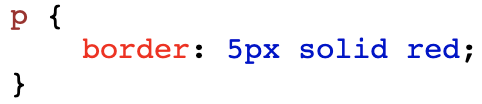 p {
border: 5px solid red;
}